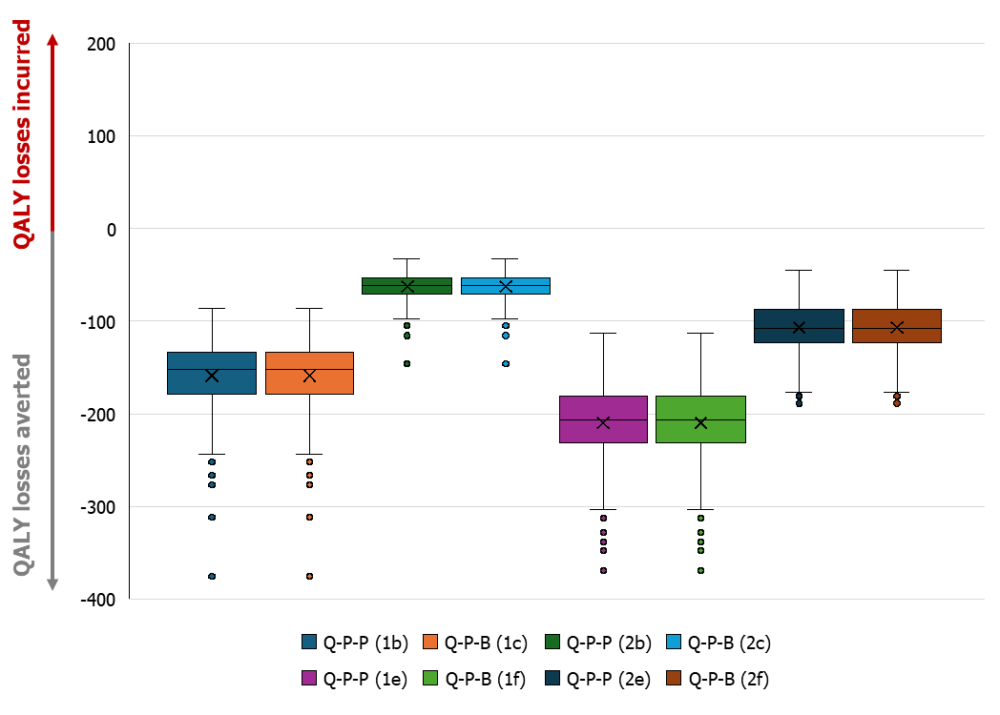 QALY losses incurred
QALY losses averted
200
100
0
-100
-200
-300
-400
Q-P-P (1b) Q-P-B (1c) Q-P-P (2b) Q-P-B (2c)
Q-P-P (1e) Q-P-B (1f) Q-P-P (2e) Q-P-B (2f)